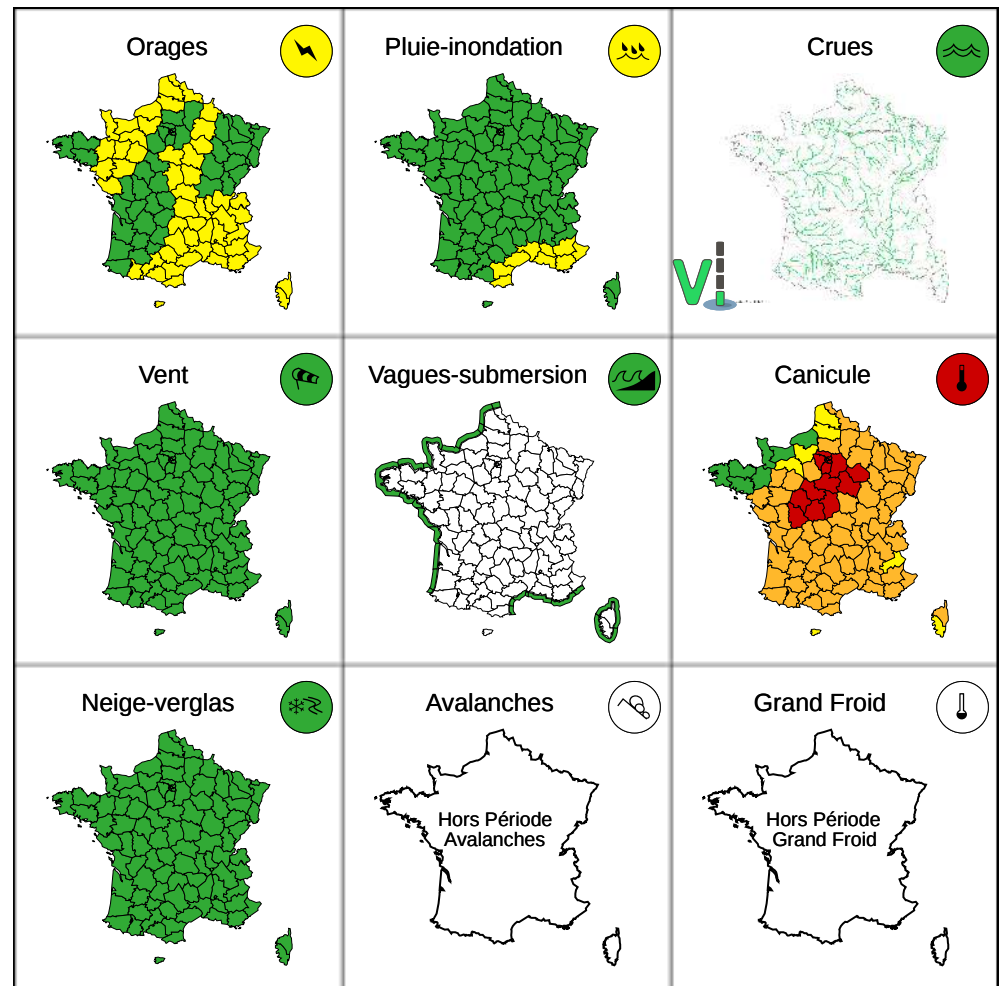 Orages
Pluie-inondation
Crues
Vi
Vent
Vagues-submersion
Canicule
Neige-verglas
Avalanches
Grand Froid
Hors Période
Avalanches
Hors Période
Grand Froid